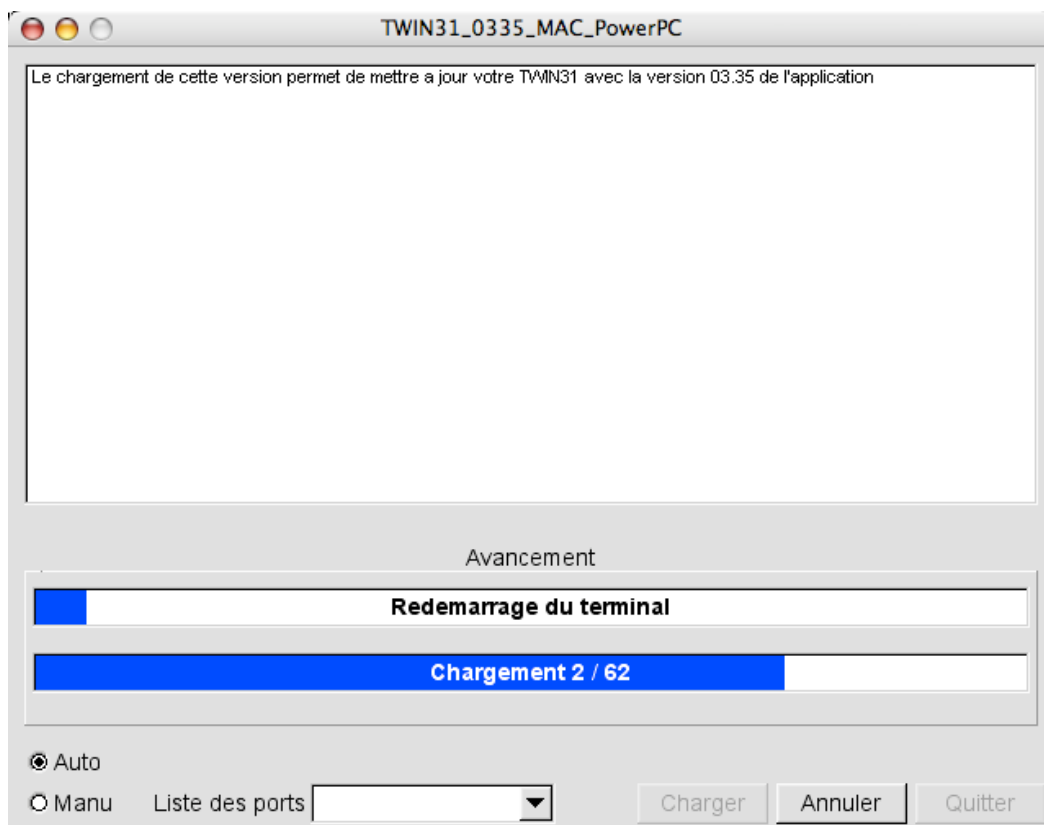 TWIN31_0335_MAC_PowerPC
Le chargement de cette version permet de mettre a jour votre TWIN31 avec la version 03.35 de l'application
Avancement
Redemarrage du terminal
Chargement 2 / 62
Auto
Manu Liste des ports Charger Annuler Quitter